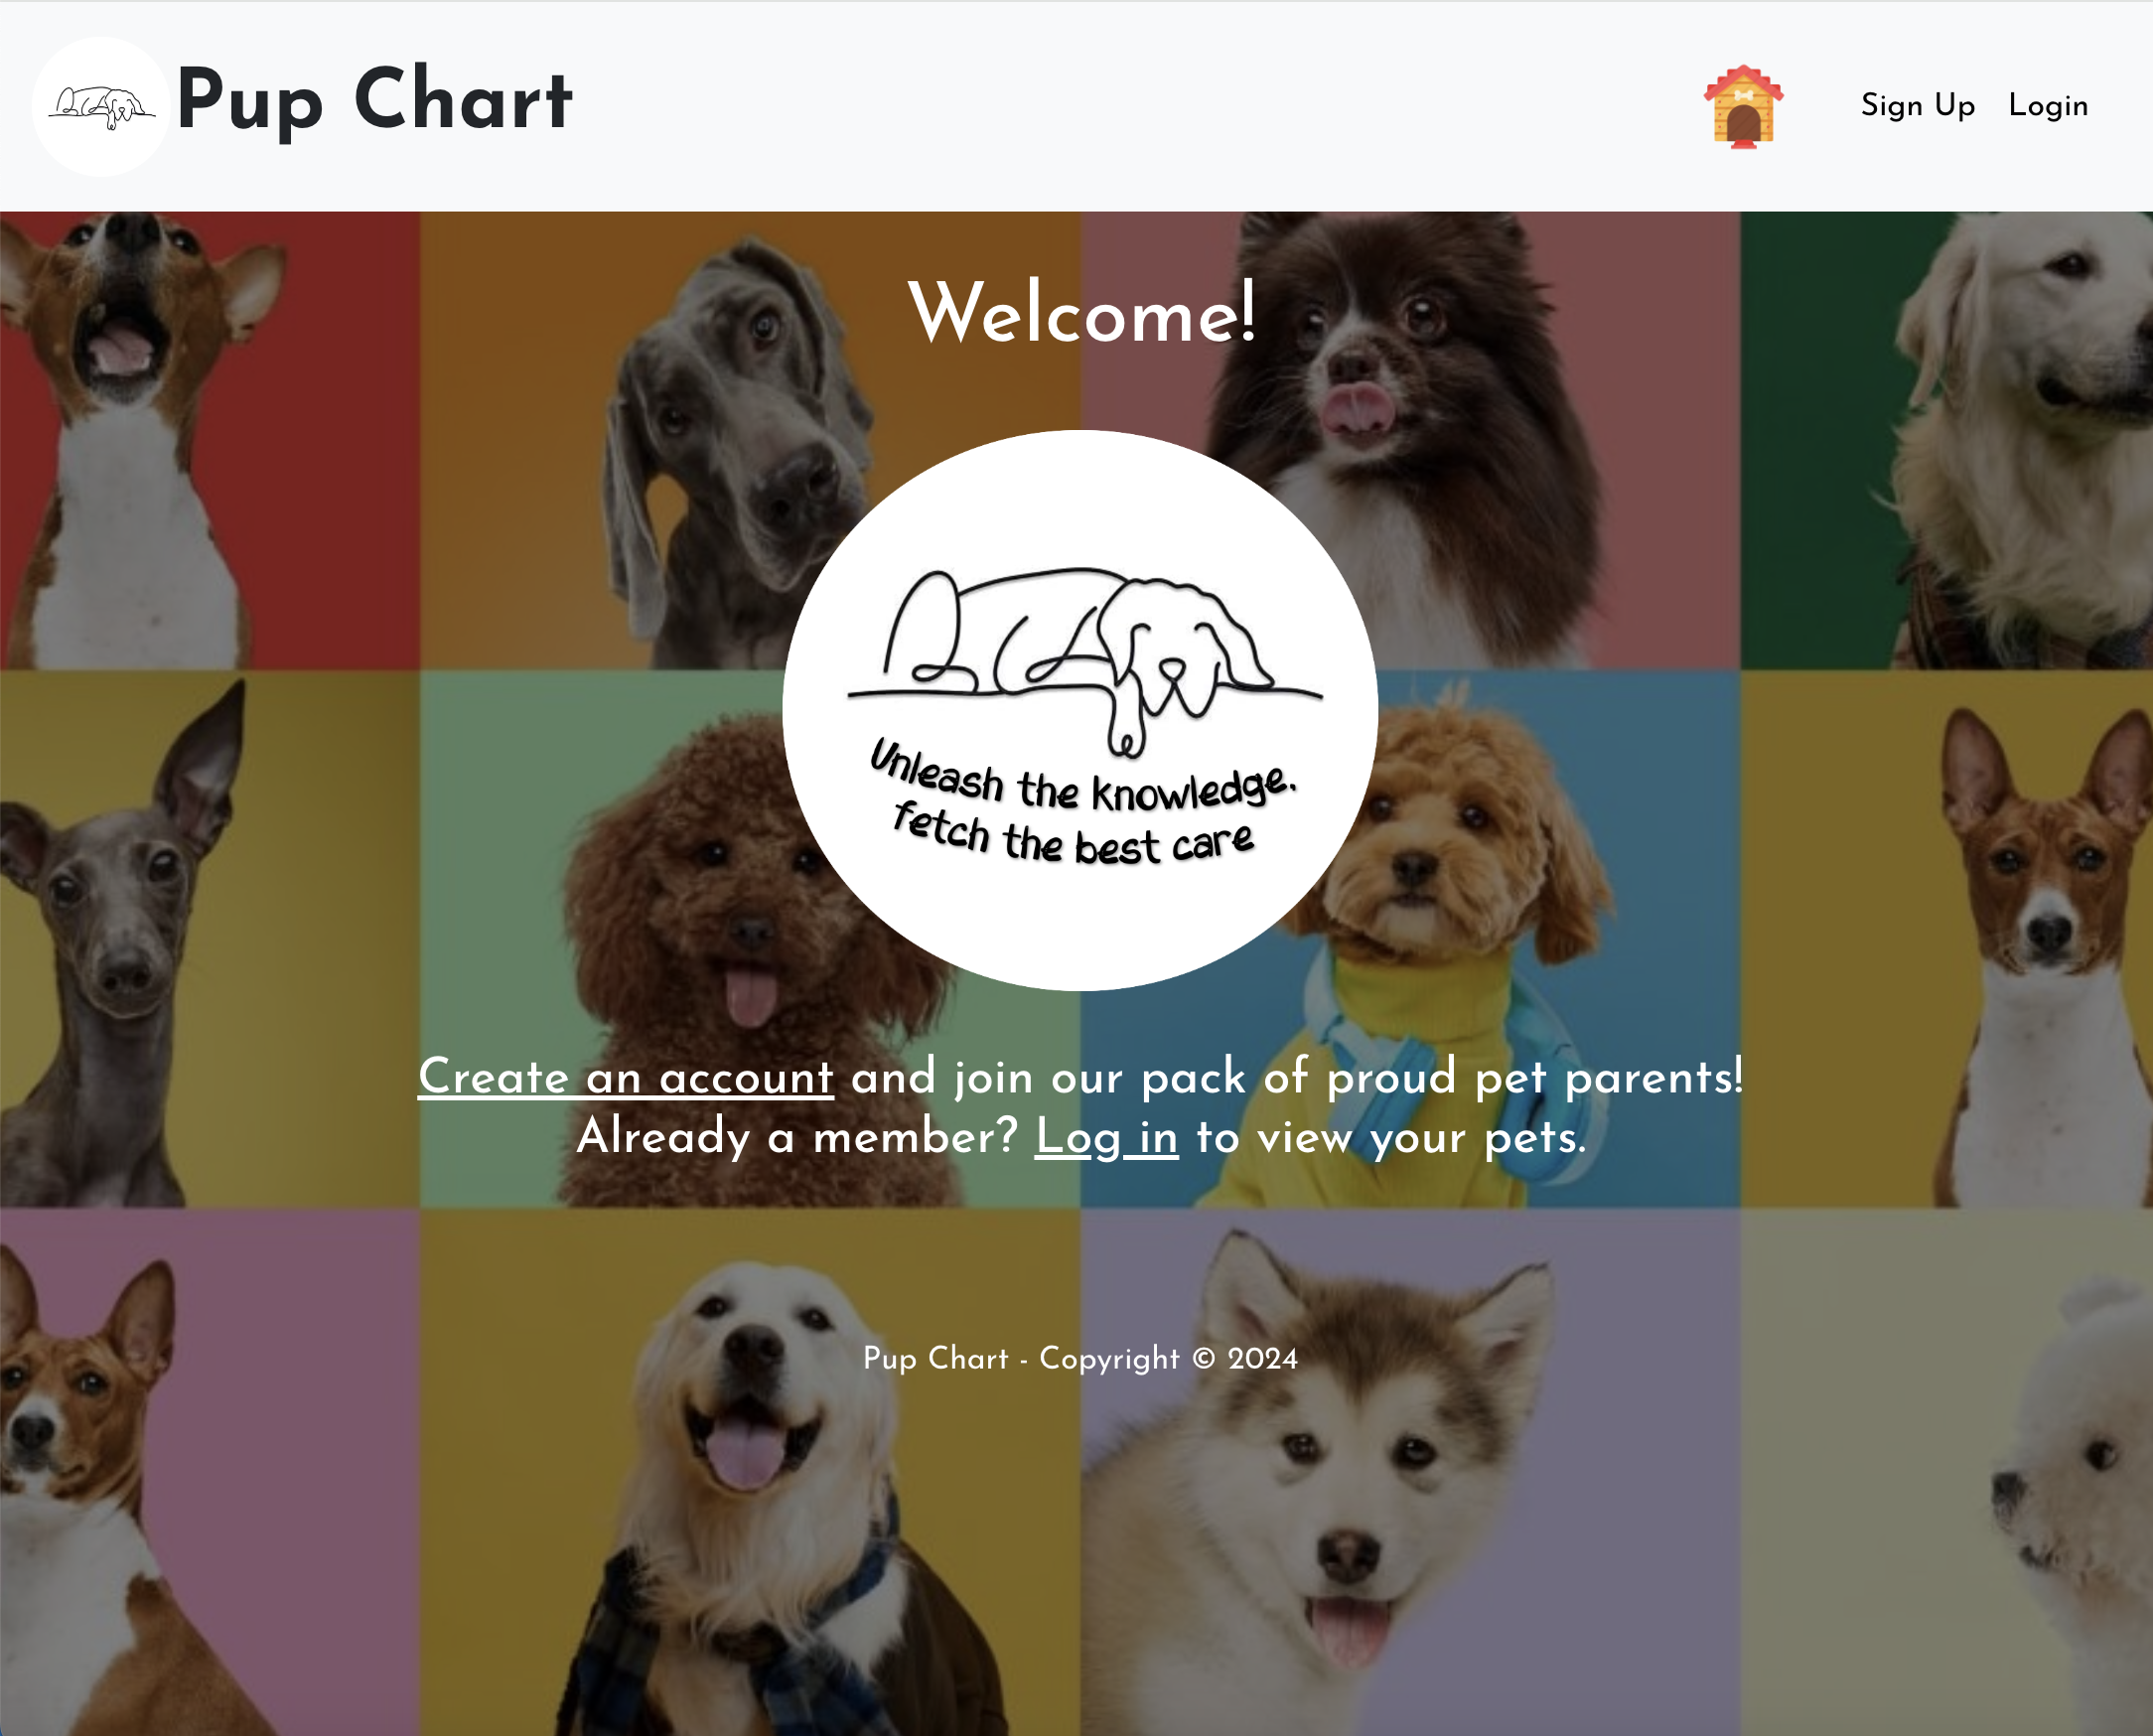 Pup Chart
Sign Up
Login
Welcome!
Unleash the knowledge,
fetch the best care
Create an account and join our pack of proud pet parents!
Already a member? Log in to view your pets.
Pup Chart - Copyright © 2024